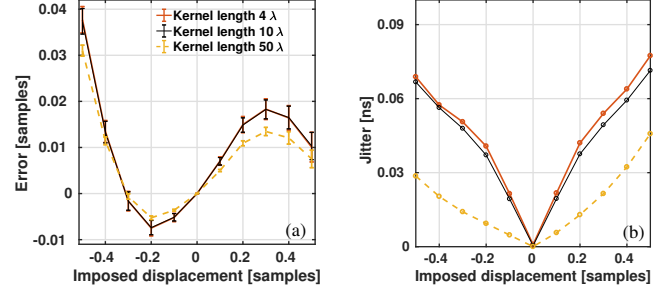 0.04
0.03
0.02
0.01
0
-0.01
Error [samples]
Kernel length 4 λ
Kernel length 10 λ
Kernel length 50 λ
(a)
-0.4 -0.2 0 0.2 0.4
Imposed displacement [samples]
0.09
0.06
0.03
0
Jitter [ns]
(b)
-0.4 -0.2 0 0.2 0.4
Imposed displacement [samples]